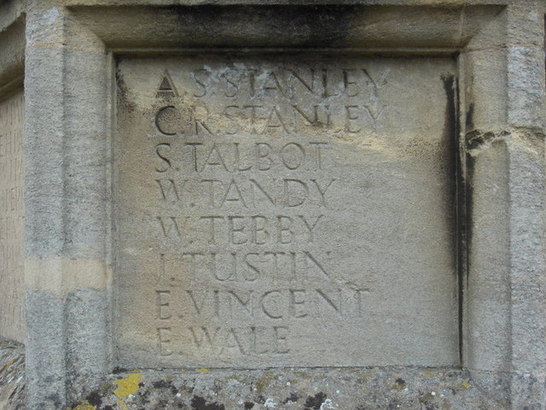 A.S.STANLEY
C.R.STANLEY
S.TALBOT
W.TANDY
W.TEBBY
J.TUSTIN
E.VINCENT
E.WALE